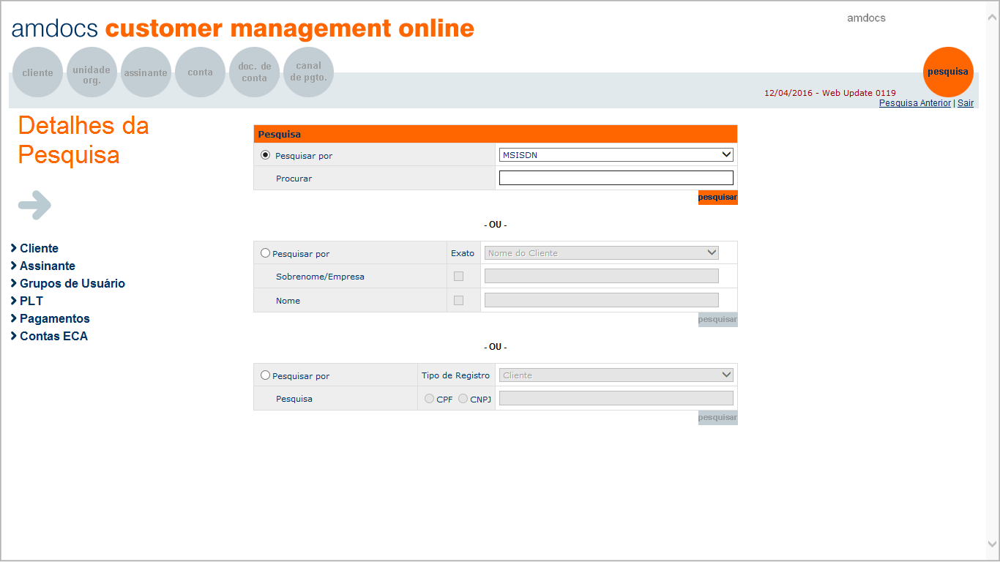 amdocs customer management online
amdocs
cliente
unidade
org.
assinante
conta
doc. de
conta
canal
de pgto.
pesquisa
12/04/2016 - Web Update 0119
Pesquisa Anterior | Sair
Detalhes da
Pesquisa
Cliente
Assinante
Grupos de Usuário
PLT
Pagamentos
Contas ECA
Pesquisa
Pesquisar por MSISDN
Procurar
pesquisar
- OU -
Pesquisar por Exato Nome do Cliente
Sobrenome/Empresa
Nome
pesquisar
- OU -
Pesquisar por Tipo de Registro Cliente
Pesquisa CPF CNPJ
pesquisar